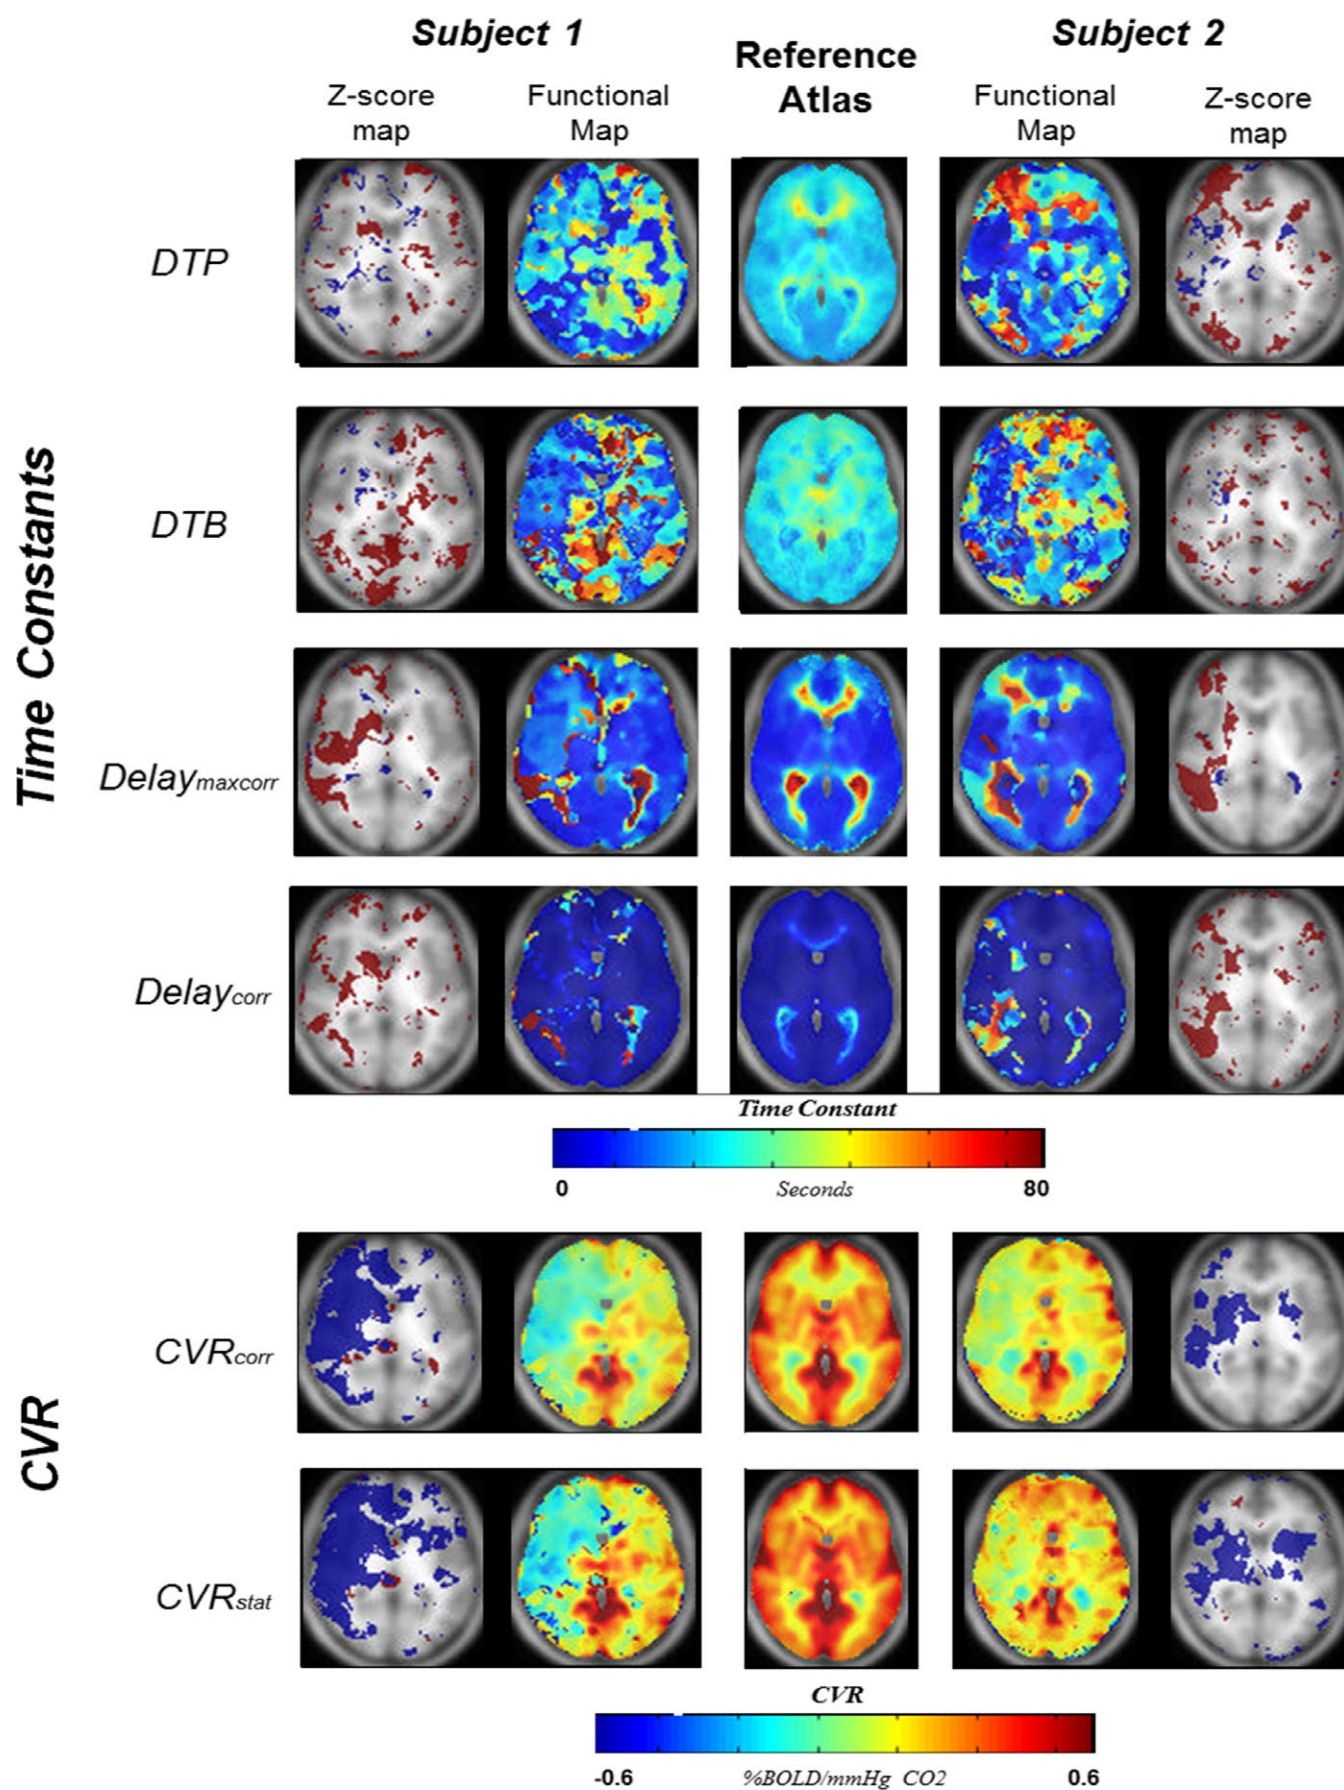 Subject 1
Subject 2
Reference
Atlas
Z-score
map
Functional
Map
Functional
Map
Z-score
map
Time Constants
DTP
DTB
Delaymaxcorr
Delaycorr
Time Constant
0
Seconds
80
CVR
CVRcorr
CVRstat
CVR
-0.6
%BOLD/mmHg CO2
0.6